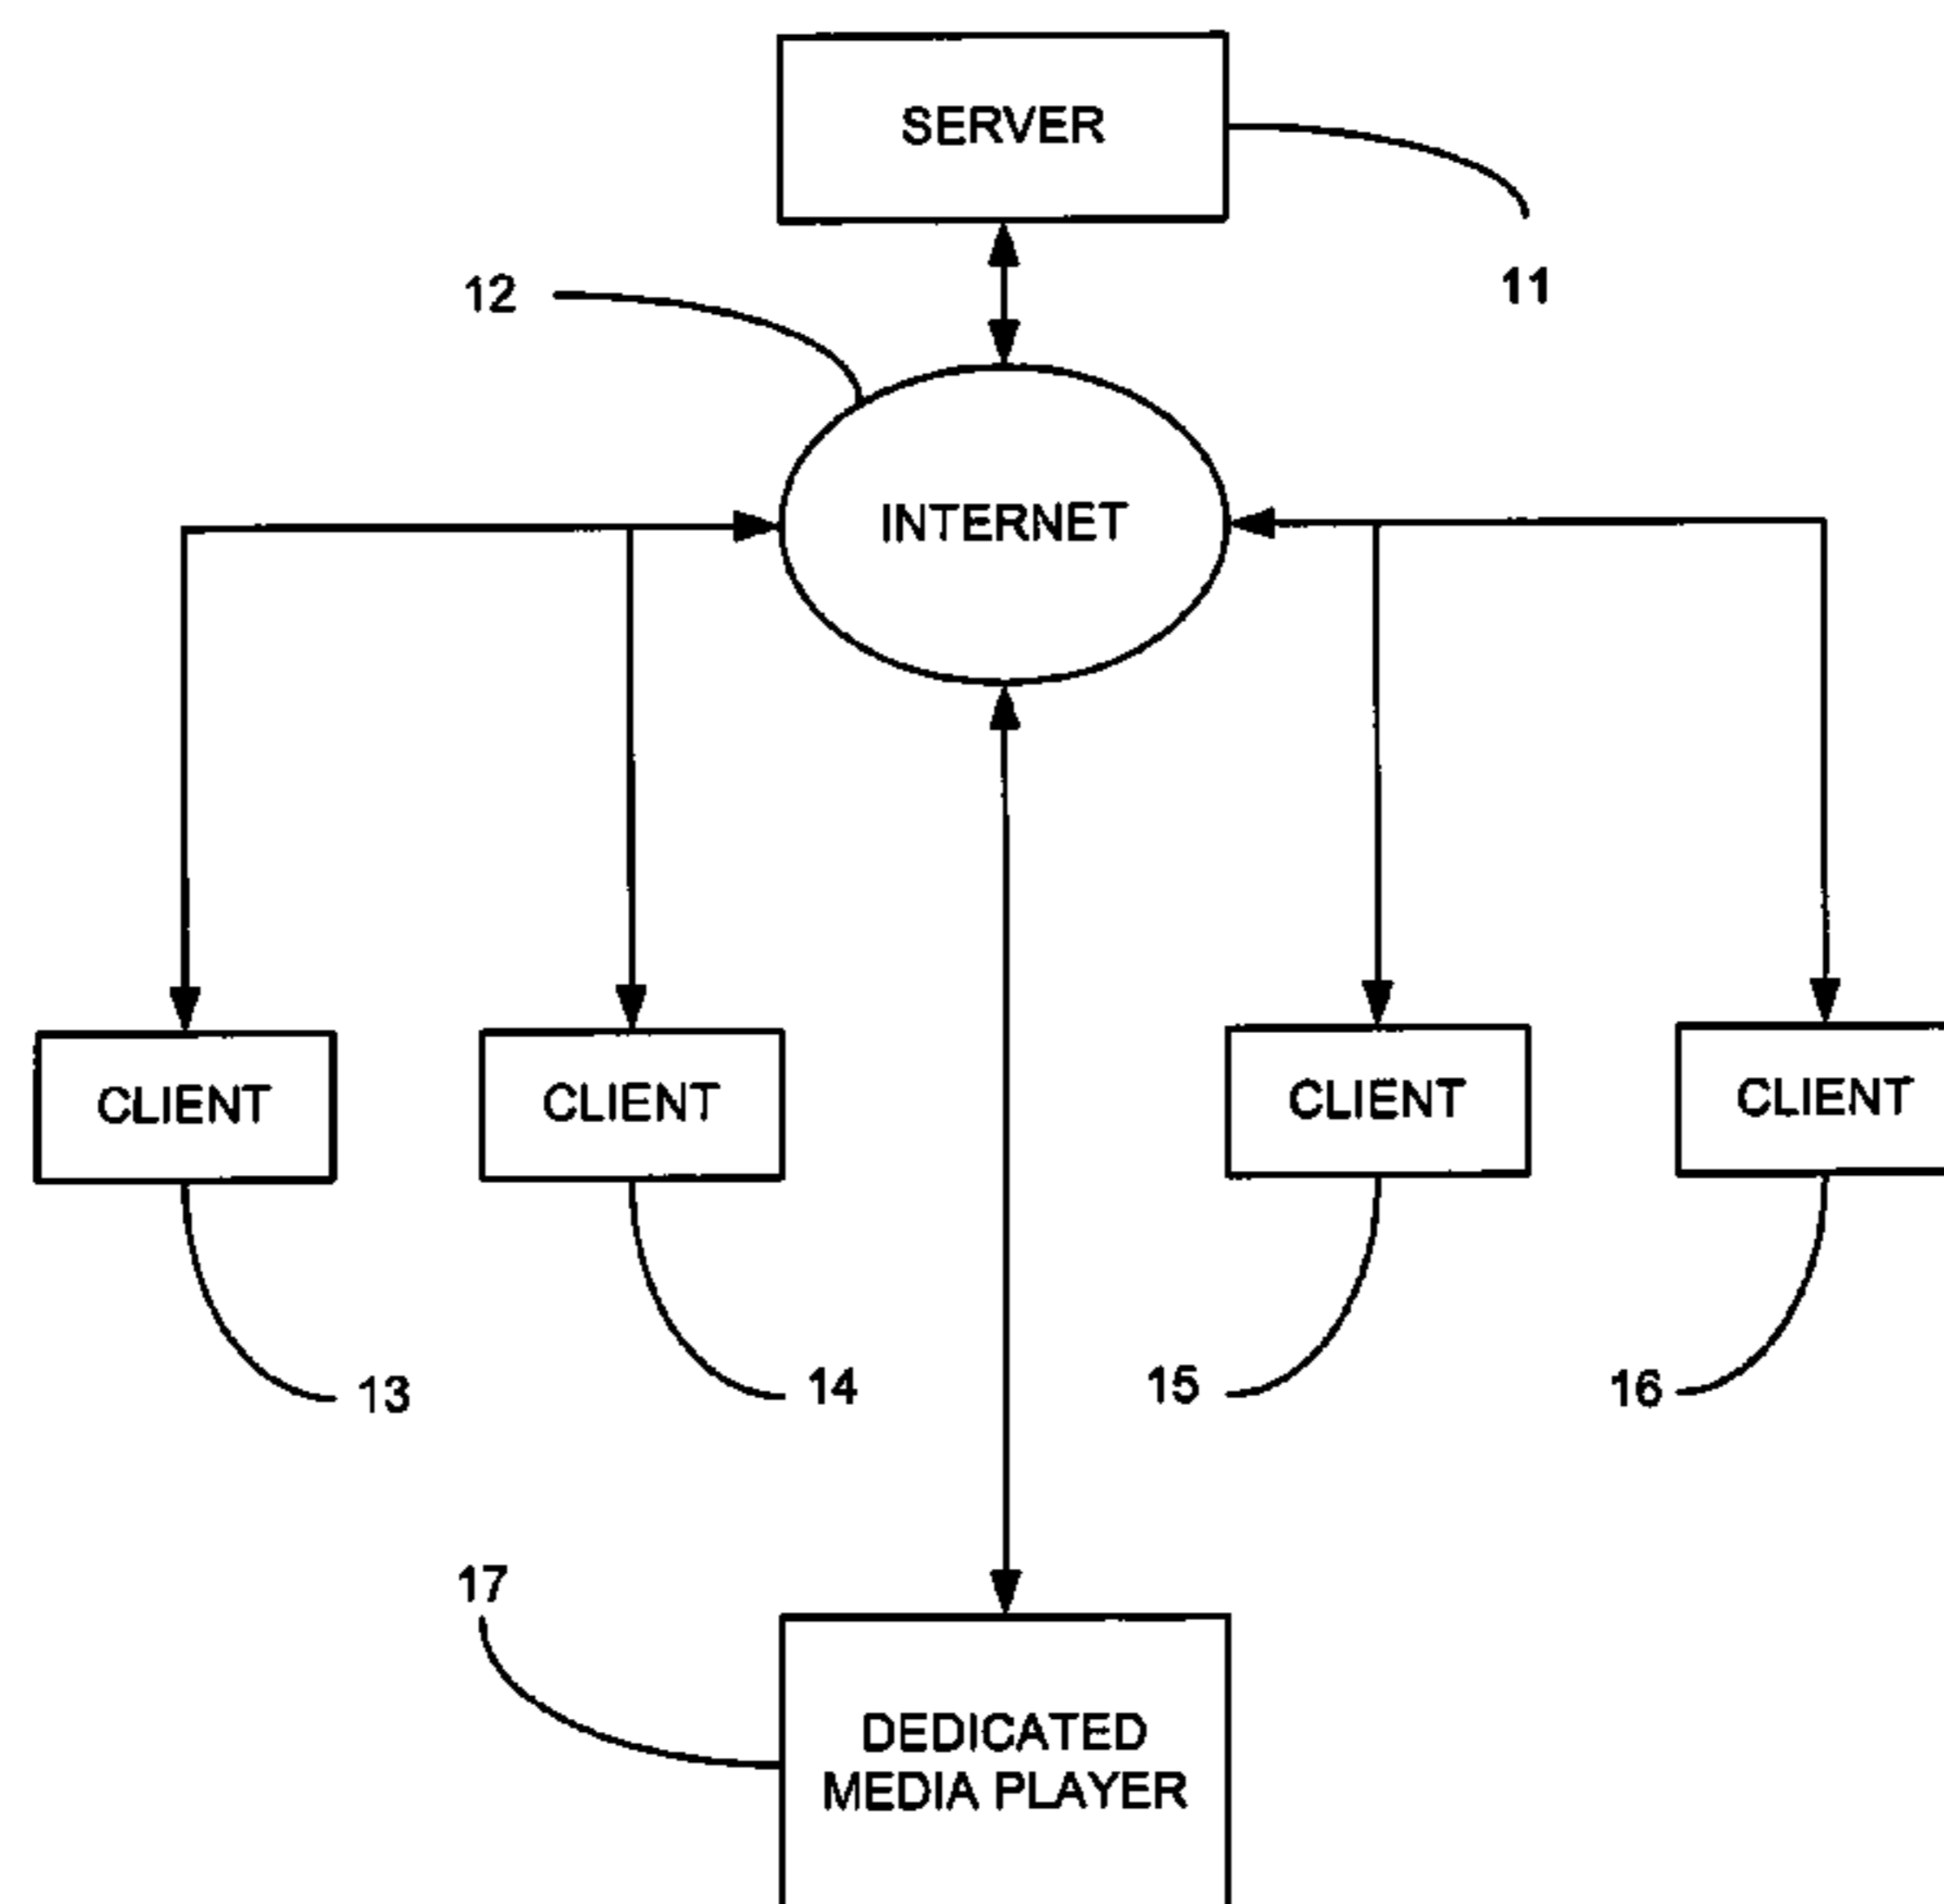 SERVER
12
11
INTERNET
CLIENT
CLIENT
CLIENT
CLIENT
13
14
15
16
17
DEDICATED
MEDIA PLAYER